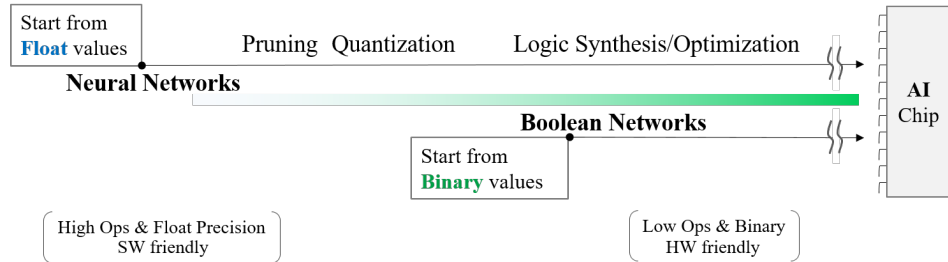 Start from
Float values
Pruning Quantization Logic Synthesis/Optimization
Neural Networks
AI
Chip
Boolean Networks
Start from
Binary values
High Ops & Float Precision
SW friendly
Low Ops & Binary
HW friendly